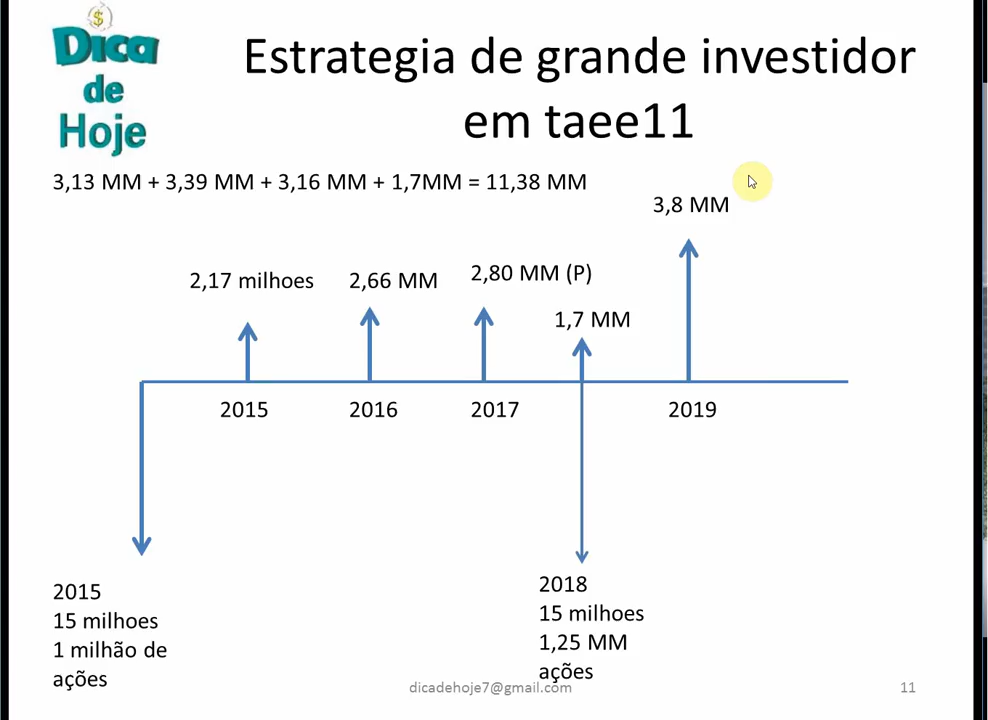 Dica
de
Hoje
Estrategia de grande investidor
em taee11
3,13 MM + 3,39 MM + 3,16 MM + 1,7MM = 11,38 MM
3,8 MM
2,17 milhoes
2,66 MM
2,80 MM (P)
1,7 MM
2015
2016
2017
2019
2015
15 milhoes
1 milhão de
ações
2018
15 milhoes
1,25 MM
ações
dicadehoje7@gmail.com
11